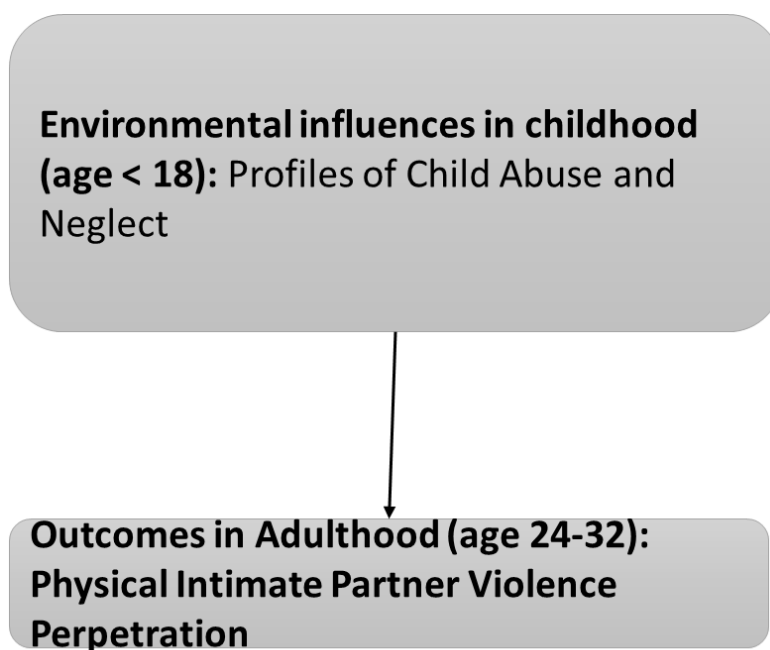 Environmental influences in childhood
(age < 18): Profiles of Child Abuse and
Neglect
Outcomes in Adulthood (age 24-32):
Physical Intimate Partner Violence
Perpetration